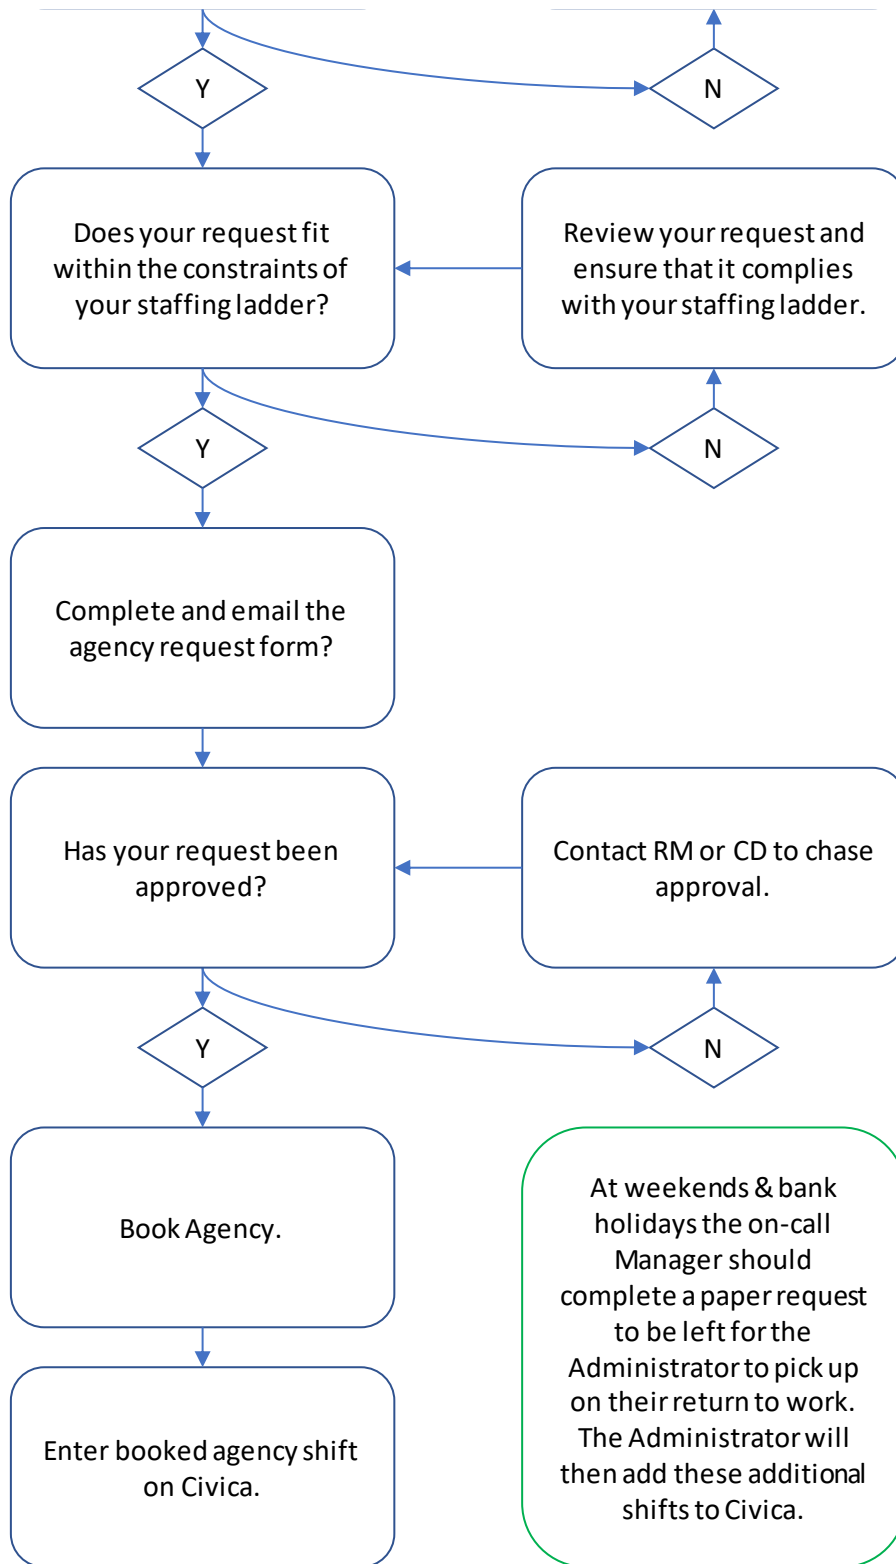 Y
N
Does your request fit
within the constraints of
your staffing ladder?
Review your request and
ensure that it complies
with your staffing ladder.
Y
N
Complete and email the
agency request form?
Has your request been
approved?
Contact RM or CD to chase
approval.
Y
N
Book Agency.
At weekends & bank
holidays the on-call
Manager should
complete a paper request
to be left for the
Administrator to pick up
on their return to work.
The Administrator will
then add these additional
shifts to Civica.
Enter booked agency shift
on Civica.